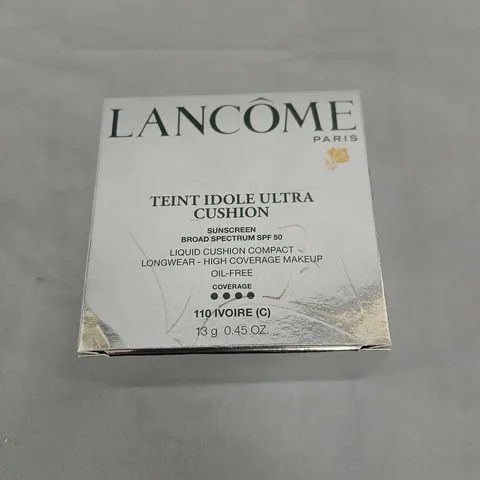 LANCÔME
PARIS
TEINT IDOLE ULTRA
CUSHION
SUNSCREEN
BROAD SPECTRUM SPF 50
LIQUID CUSHION COMPACT
LONGWEAR - HIGH COVERAGE MAKEUP
OIL-FREE
COVERAGE
110 IVOIRE (C)
13 g 0.45 OZ.